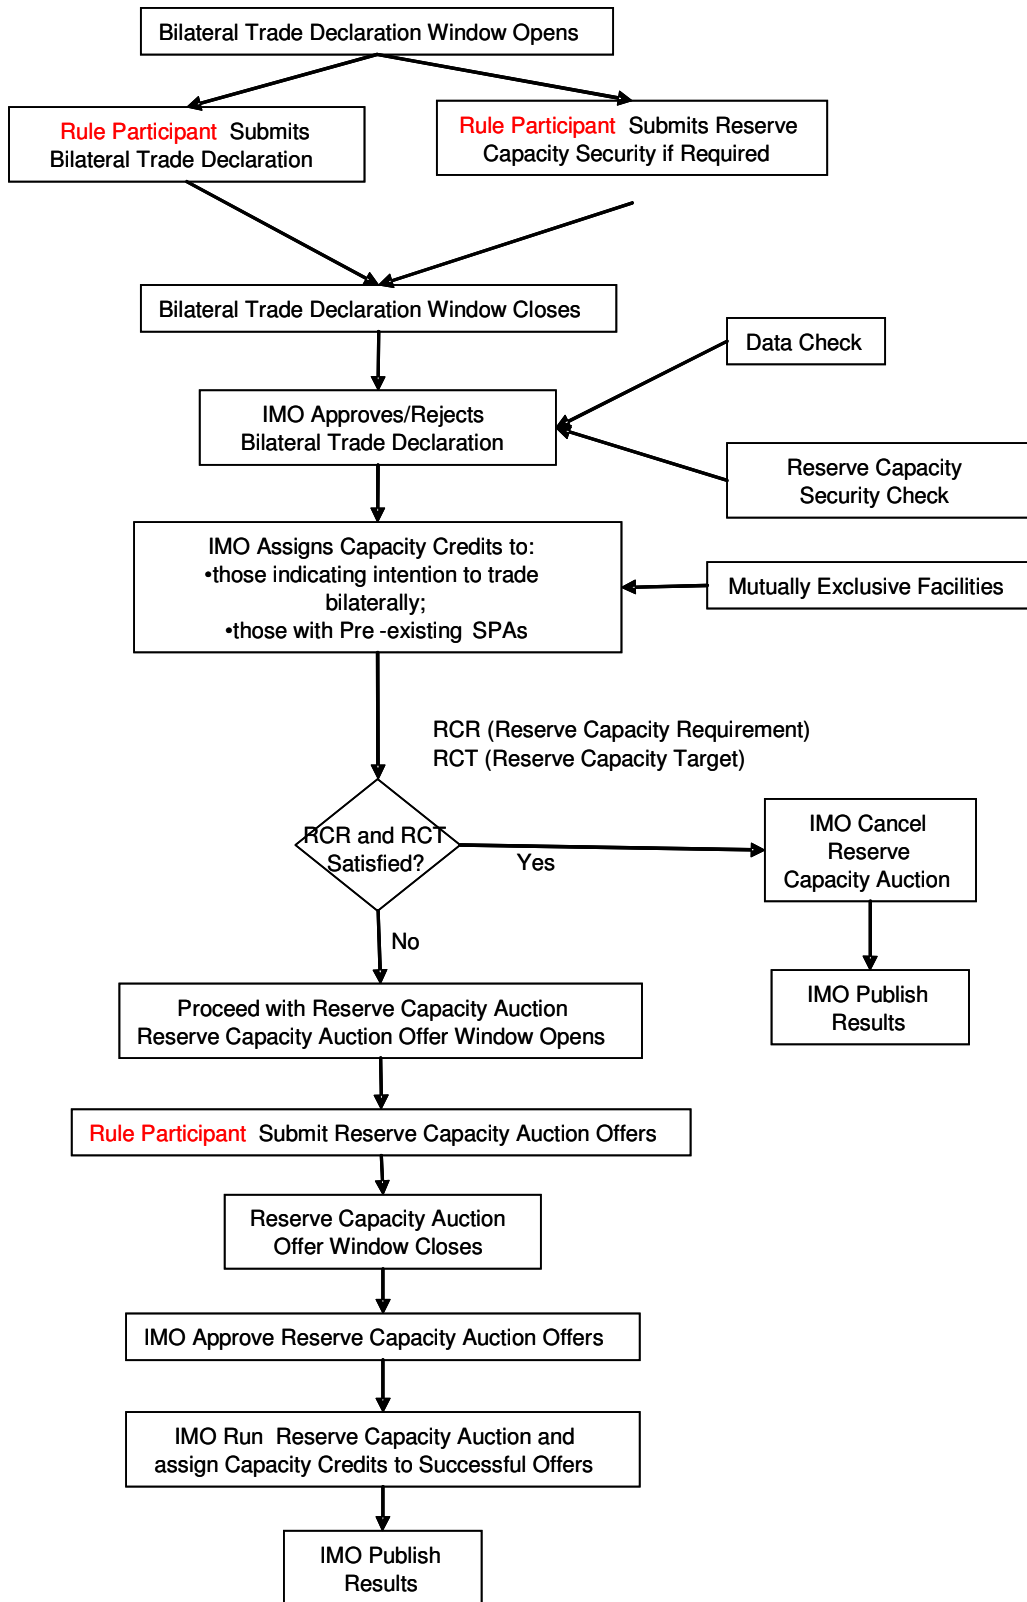 Bilateral Trade Declaration Window Opens
Rule Participant Submits
Bilateral Trade Declaration
Rule Participant Submits Reserve
Capacity Security if Required
Bilateral Trade Declaration Window Closes
Data Check
IMO Approves/Rejects
Bilateral Trade Declaration
Reserve Capacity
Security Check
IMO Assigns Capacity Credits to:
•those indicating intention to trade
bilaterally;
•those with Pre -existing SPAs
Mutually Exclusive Facilities
RCR (Reserve Capacity Requirement)
RCT (Reserve Capacity Target)
RCR and RCT
Satisfied?
Yes
IMO Cancel
Reserve
Capacity Auction
No
IMO Publish
Results
Proceed with Reserve Capacity Auction
Reserve Capacity Auction Offer Window Opens
Rule Participant Submit Reserve Capacity Auction Offers
Reserve Capacity Auction
Offer Window Closes
IMO Approve Reserve Capacity Auction Offers
IMO Run Reserve Capacity Auction and
assign Capacity Credits to Successful Offers
IMO Publish
Results